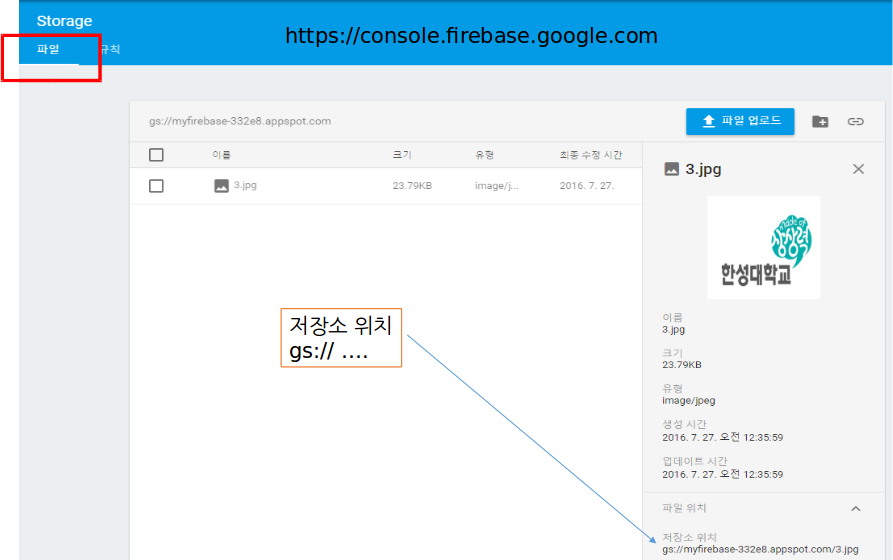 Storage
https://console.firebase.google.com
파일
규칙
gs://myfirebase-332e8.appspot.com
파일 업로드
이름
크기
유형
최종 수정 시간
3.jpg
23.79KB
image/j...
2016. 7. 27.
3.jpg
made of
상상력
한성대학교
이름
3.jpg
크기
23.79KB
유형
image/jpeg
생성 시간
2016. 7. 27. 오전 12:35:59
업데이트 시간
2016. 7. 27. 오전 12:35:59
파일 위치
저장소 위치
gs://myfirebase-332e8.appspot.com/3.jpg
저장소 위치
gs:// ....